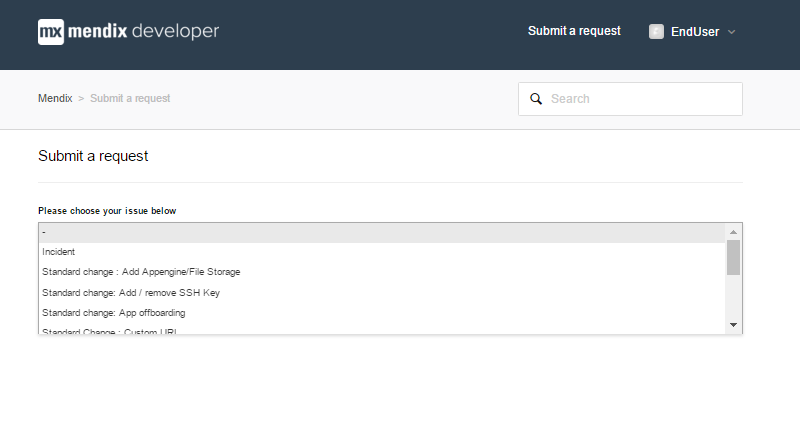 mx mendix developer
Submit a request
EndUser
Mendix > Submit a request
Search
Submit a request
Please choose your issue below
-
Incident
Standard change : Add Appengine/File Storage
Standard change: Add / remove SSH Key
Standard change: App offboarding
Standard Change : Custom URL